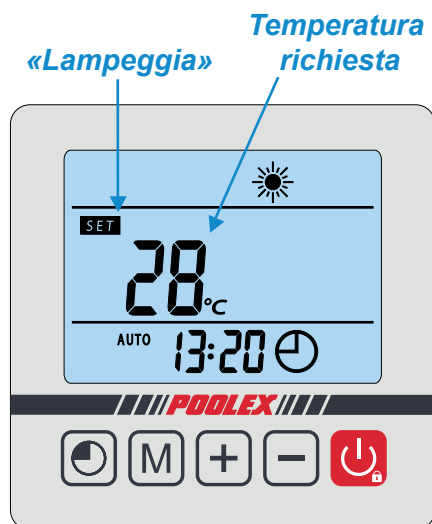 Temperatura
«Lampeggia»
richiesta
SET
28°C
AUTO
13:20
POOLEX
M
+
−